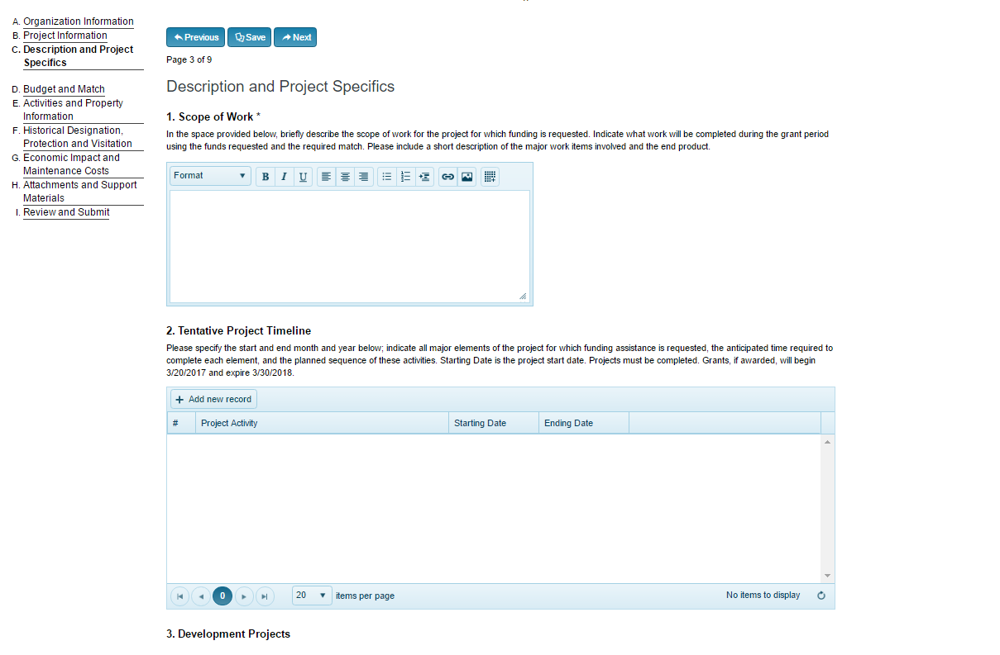 A. Organization Information
B. Project Information
C. Description and Project
Specifics
D. Budget and Match
E. Activities and Property
Information
F. Historical Designation,
Protection and Visitation
G. Economic Impact and
Maintenance Costs
H. Attachments and Support
Materials
I. Review and Submit
Previous Save Next
Page 3 of 9
Description and Project Specifics
1. Scope of Work *
In the space provided below, briefly describe the scope of work for the project for which funding is requested. Indicate what work will be completed during the grant period
using the funds requested and the required match. Please include a short description of the major work items involved and the end product.
Format B I U
2. Tentative Project Timeline
Please specify the start and end month and year below; indicate all major elements of the project for which funding assistance is requested, the anticipated time required to
complete each element, and the planned sequence of these activities. Starting Date is the project start date. Projects must be completed. Grants, if awarded, will begin
3/20/2017 and expire 3/30/2018.
+ Add new record
# Project Activity Starting Date Ending Date
0 20 items per page No items to display
3. Development Projects